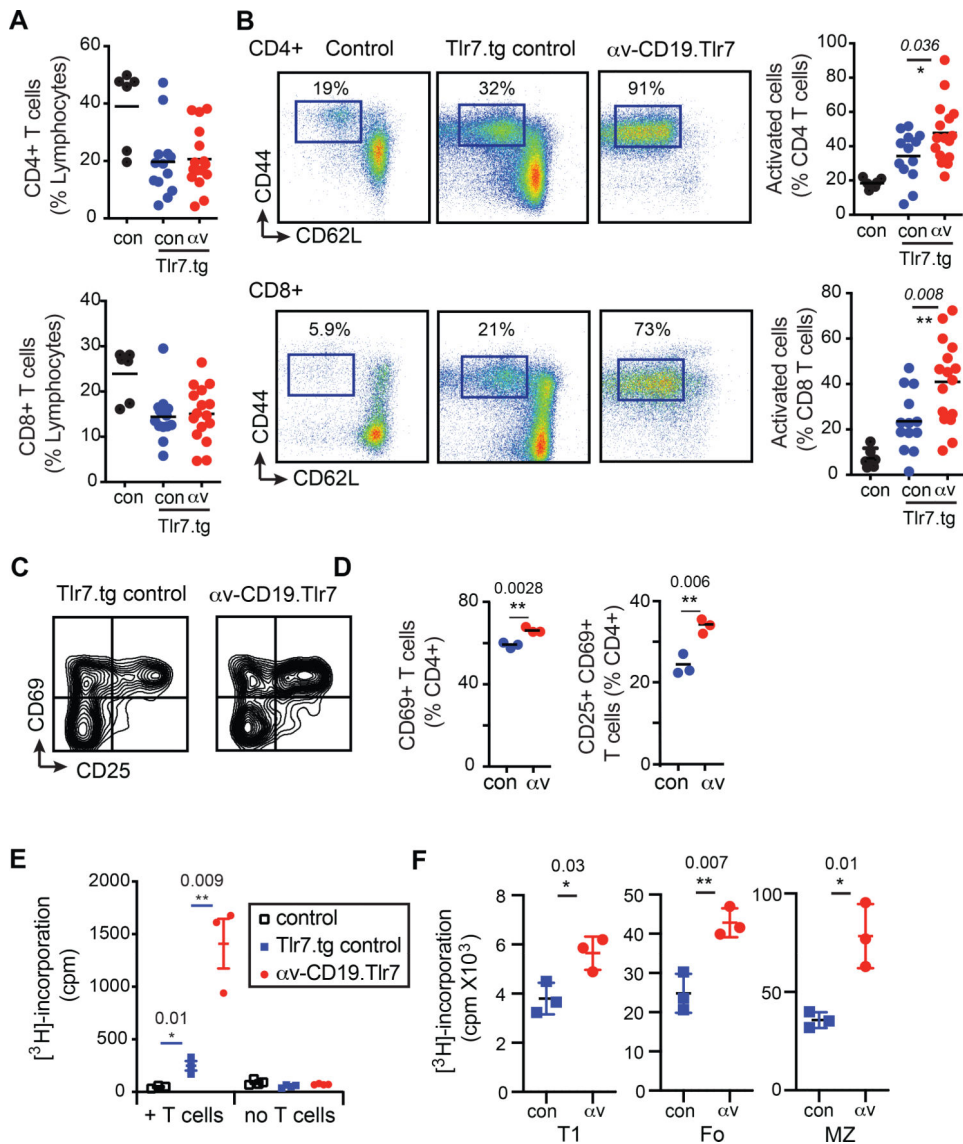 A
CD4+ T cells
(% Lymphocytes)
60
40
20
0
con
con αv
Tlr7.tg
CD8+ T cells
(% Lymphocytes)
40
30
20
10
0
con
con αv
Tlr7.tg
B
CD4+
Control
Tlr7.tg control
αv-CD19.Tlr7
19%
32%
91%
CD44
CD62L
Activated cells
(% CD4 T cells)
100
80
60
40
20
0
0.036
*
con
con αv
Tlr7.tg
CD8+
5.9%
21%
73%
CD44
CD62L
Activated cells
(% CD8 T cells)
80
60
40
20
0
0.008
**
con
con αv
Tlr7.tg
C
Tlr7.tg control
αv-CD19.Tlr7
CD69
CD25
D
CD69+ T cells
(% CD4+)
80
60
40
20
0
0.0028
**
con αv
CD25+ CD69+
T cells (% CD4+)
40
20
0
0.006
**
con αv
E
[³H]-incorporation
(cpm)
2000
1500
1000
500
0
0.01
*
0.009
**
control
Tlr7.tg control
αv-CD19.Tlr7
+ T cells
no T cells
F
[³H]-incorporation
(cpm X10³)
8
6
4
2
0
0.03
*
con
αv
T1
50
40
30
20
10
0
0.007
**
con
αv
Fo
100
50
0
0.01
*
con
αv
MZ